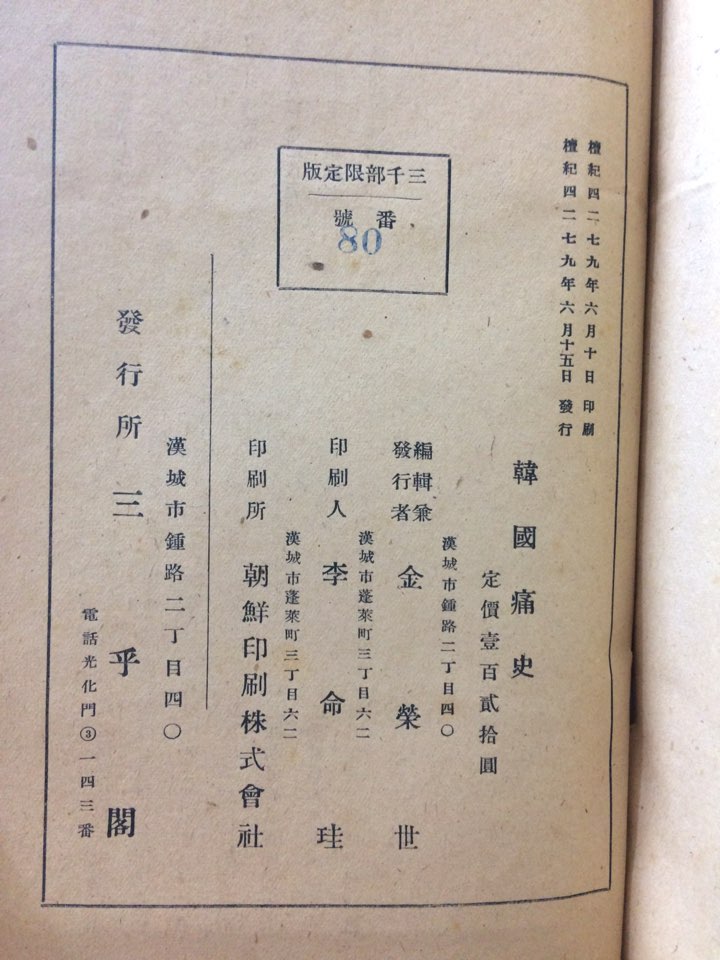 檀紀四二七九年六月十日 印刷
檀紀四二七九年六月十五日 發行
韓國痛史
定價壹百貳拾圓
三千部限定版
番號
80
漢城市鍾路二丁目四〇
編輯兼發行者 金榮世
漢城市蓬萊町三丁目六二
印刷人 李命珪
漢城市蓬萊町三丁目六二
印刷所 朝鮮印刷株式會社
漢城市鍾路二丁目四〇
發行所 三乎閣
電話光化門③一四三番